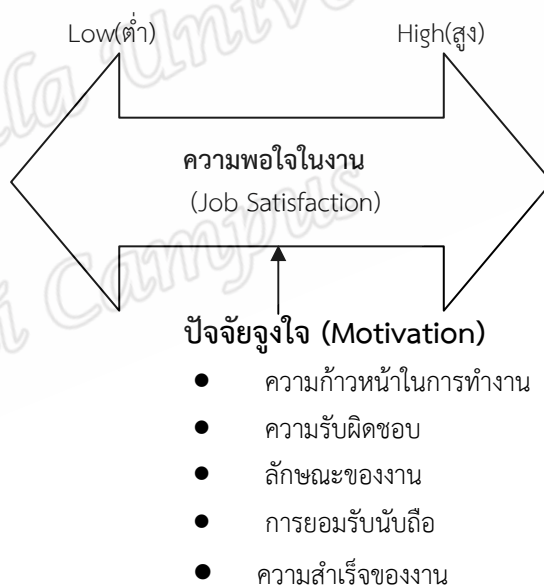 Low(ต่ำ) High(สูง)
ความพอใจในงาน
(Job Satisfaction)
ปัจจัยจูงใจ (Motivation)
● ความก้าวหน้าในการทำงาน
● ความรับผิดชอบ
● ลักษณะของงาน
● การยอมรับนับถือ
● ความสำเร็จของงาน
Campus